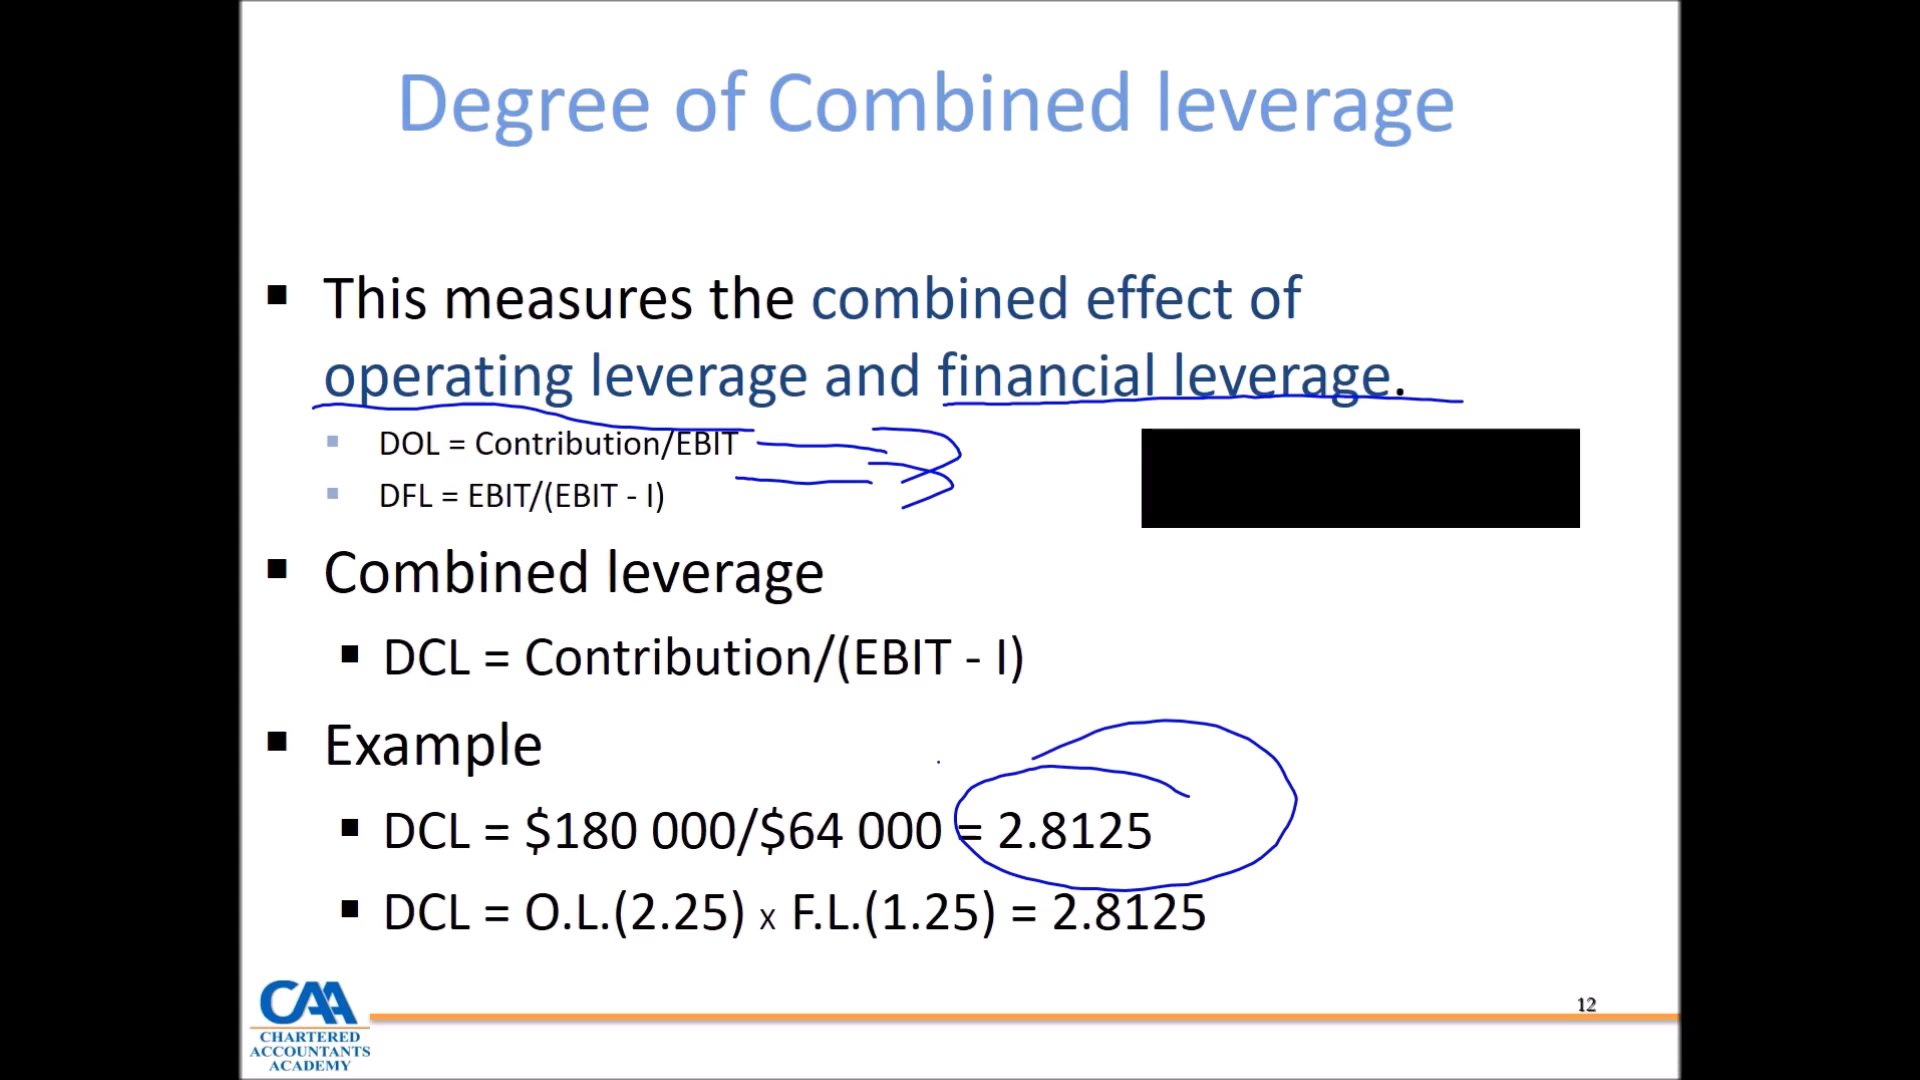 Degree of Combined leverage
▪ This measures the combined effect of
operating leverage and financial leverage.
▪ DOL = Contribution/EBIT
▪ DFL = EBIT/(EBIT - I)
▪ Combined leverage
▪ DCL = Contribution/(EBIT - I)
▪ Example
▪ DCL = $180 000/$64 000 = 2.8125
▪ DCL = O.L.(2.25) x F.L.(1.25) = 2.8125
12
CAA
CHARTERED
ACCOUNTANTS
ACADEMY